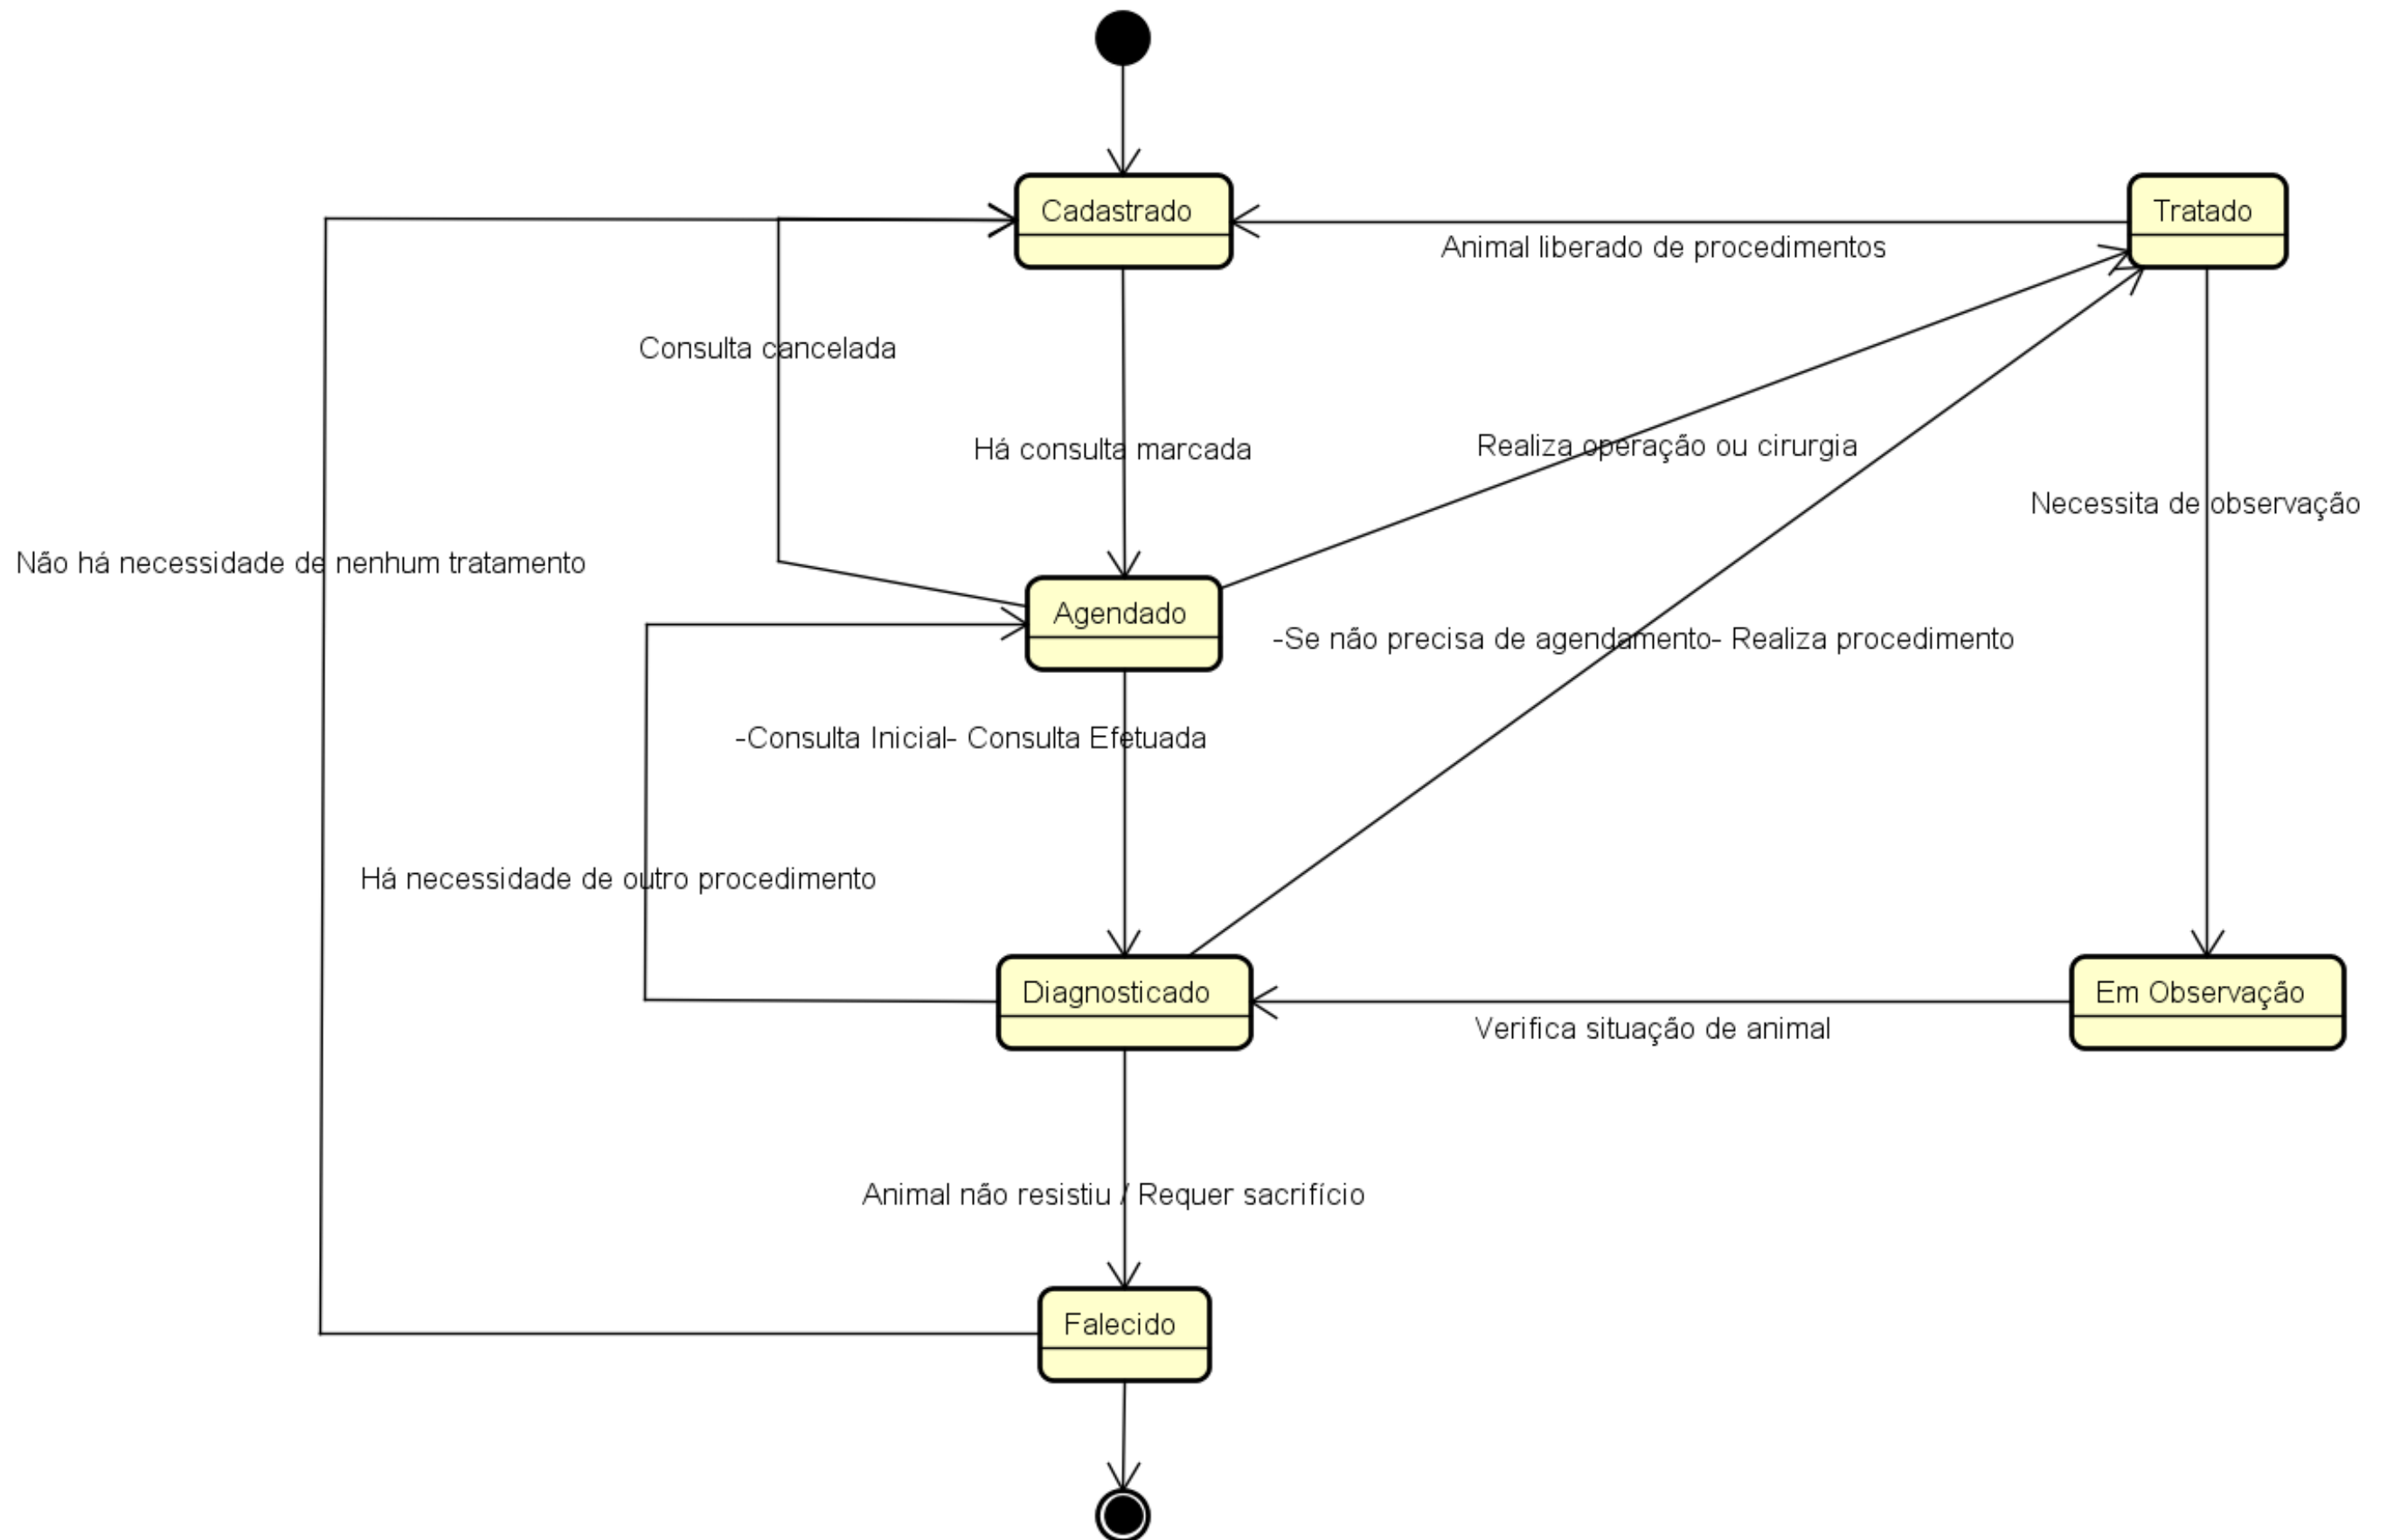 Cadastrado
Tratado
Animal liberado de procedimentos
Consulta cancelada
Há consulta marcada
Realiza operação ou cirurgia
Necessita de observação
Não há necessidade de nenhum tratamento
Agendado
-Se não precisa de agendamento- Realiza procedimento
-Consulta Inicial- Consulta Efetuada
Há necessidade de outro procedimento
Diagnosticado
Em Observação
Verifica situação de animal
Animal não resistiu / Requer sacrifício
Falecido